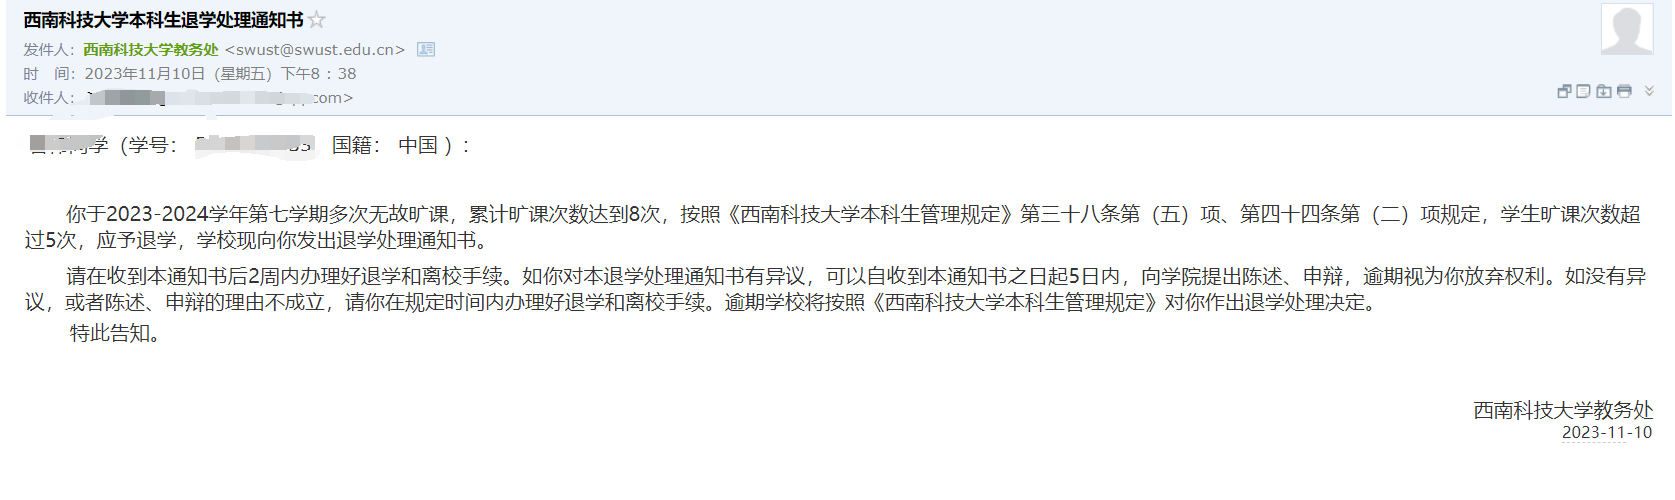 西南科技大学本科生退学处理通知书
发件人：西南科技大学教务处 <swust@swust.edu.cn>
时 间：2023年11月10日（星期五）下午8：38
收件人： com>
同学（学号： 国籍： 中国 ）：
你于2023-2024学年第七学期多次无故旷课，累计旷课次数达到8次，按照《西南科技大学本科生管理规定》第三十八条第（五）项、第四十四条第（二）项规定，学生旷课次数超
过5次，应予退学，学校现向你发出退学处理通知书。
请在收到本通知书后2周内办理好退学和离校手续。如你对本退学处理通知书有异议，可以自收到本通知书之日起5日内，向学院提出陈述、申辩，逾期视为你放弃权利。如没有异
议，或者陈述、申辩的理由不成立，请你在规定时间内办理好退学和离校手续。逾期学校将按照《西南科技大学本科生管理规定》对你作出退学处理决定。
特此告知。
西南科技大学教务处
2023-11-10